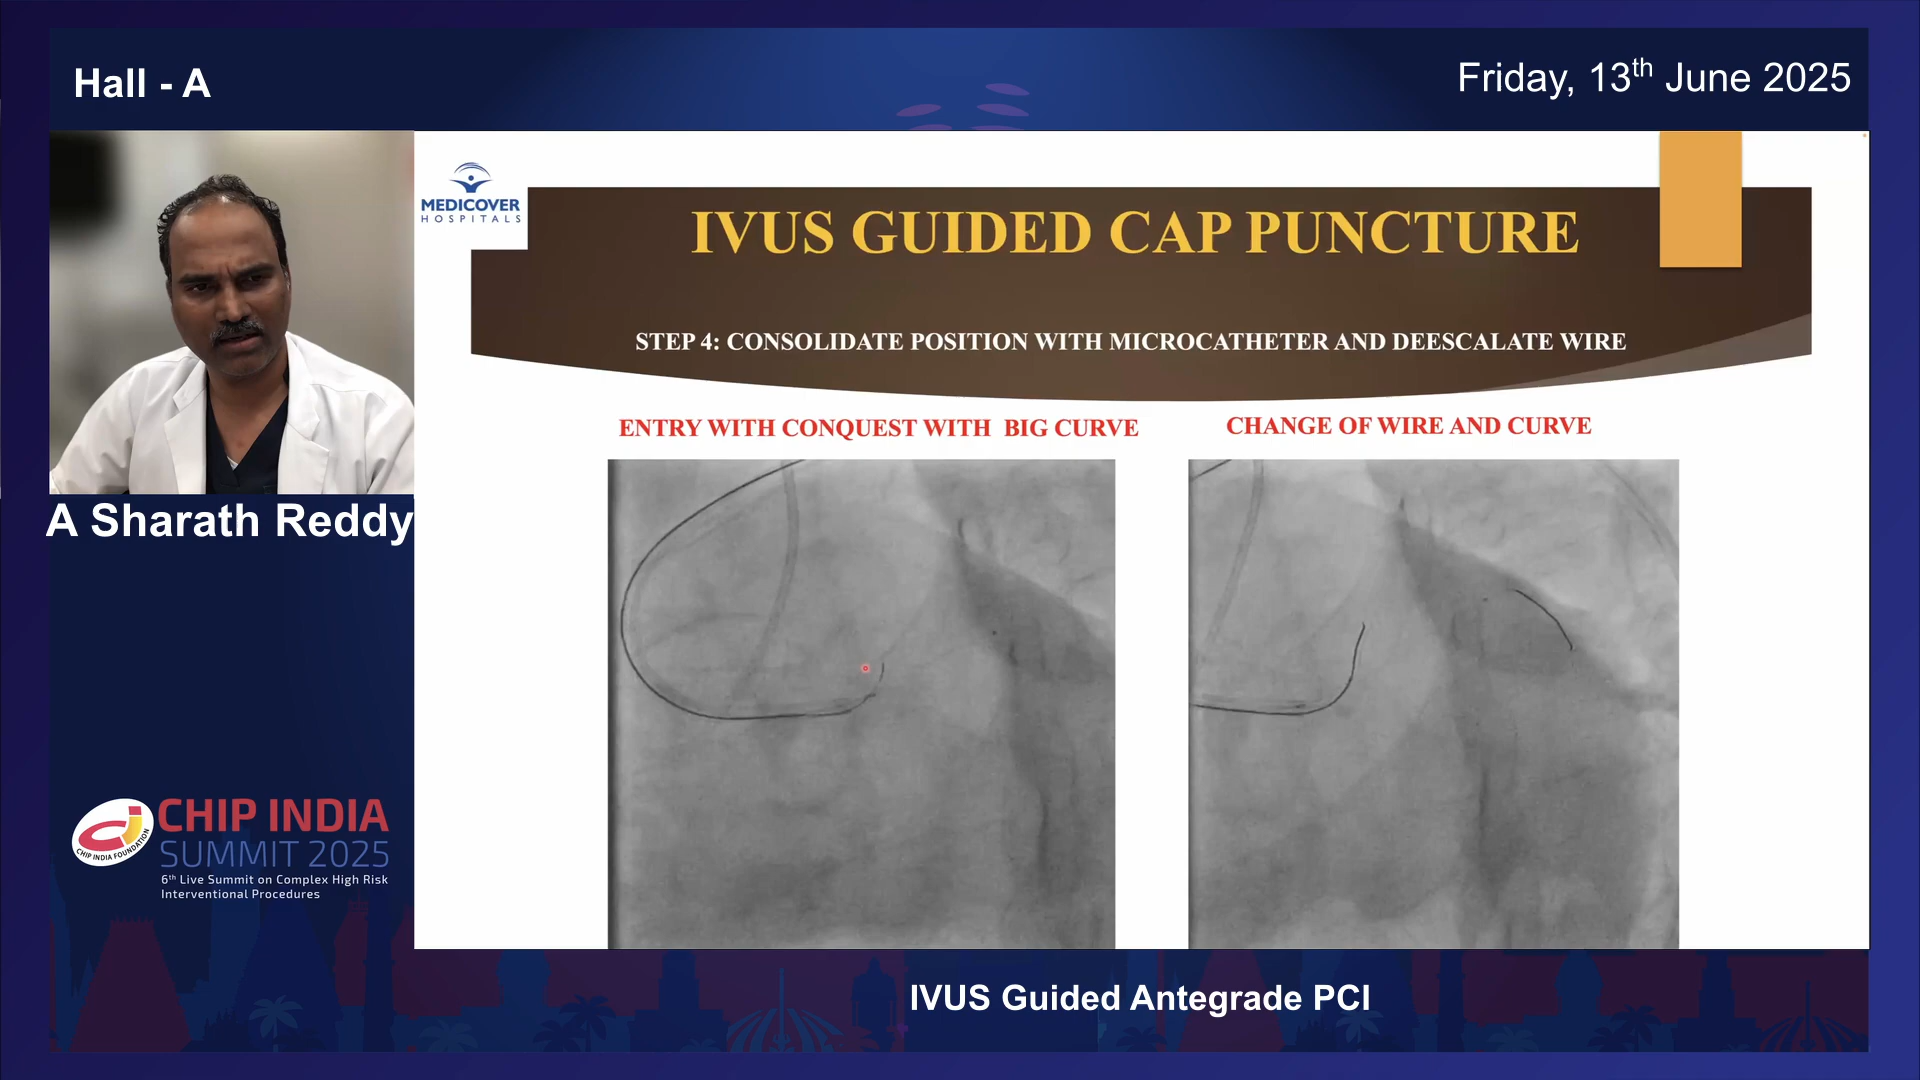 Hall - A
Friday, 13th June 2025
MEDICOVER
HOSPITALS
IVUS GUIDED CAP PUNCTURE
STEP 4: CONSOLIDATE POSITION WITH MICROCATHETER AND DEESCALATE WIRE
ENTRY WITH CONQUEST WITH BIG CURVE
CHANGE OF WIRE AND CURVE
A Sharath Reddy
CHIP INDIA FOUNDATION
CHIP INDIA
SUMMIT 2025
6th Live Summit on Complex High Risk
Interventional Procedures
IVUS Guided Antegrade PCI